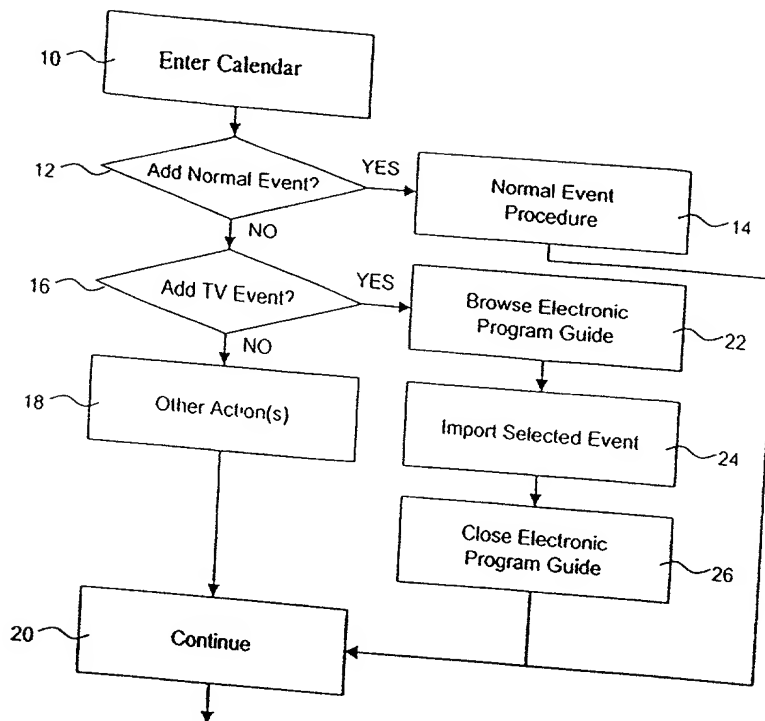 10
Enter Calendar
12
Add Normal Event?
YES
Normal Event
Procedure
14
NO
16
Add TV Event?
YES
Browse Electronic
Program Guide
22
NO
18
Other Action(s)
Import Selected Event
24
Close Electronic
Program Guide
26
20
Continue